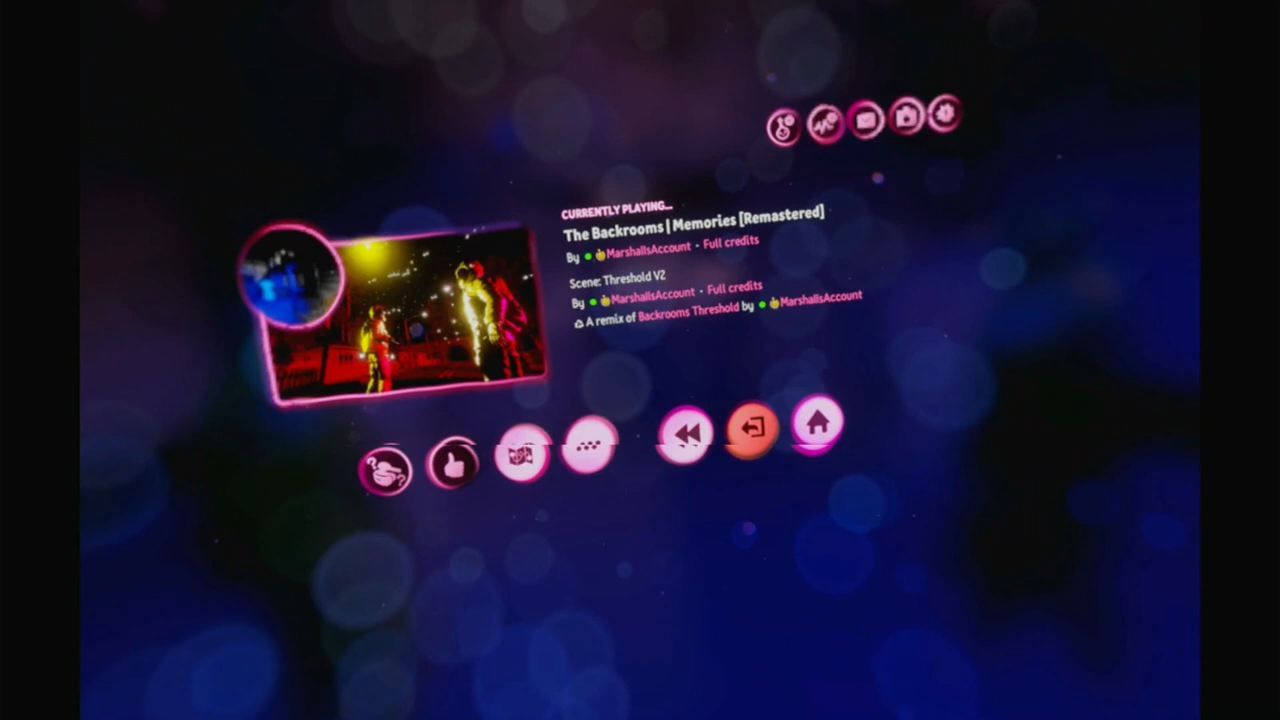 CURRENTLY PLAYING...
The Backrooms | Memories [Remastered]
By MarshallsAccount • Full credits
Scene: Threshold V2
By MarshallsAccount • Full credits
A remix of Backrooms Threshold by MarshallsAccount